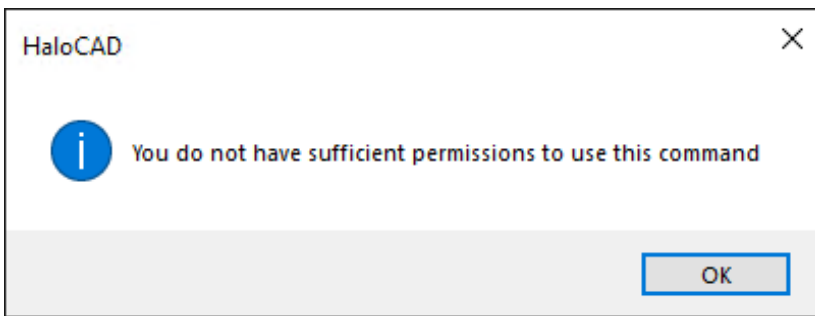 HaloCAD
You do not have sufficient permissions to use this command
OK